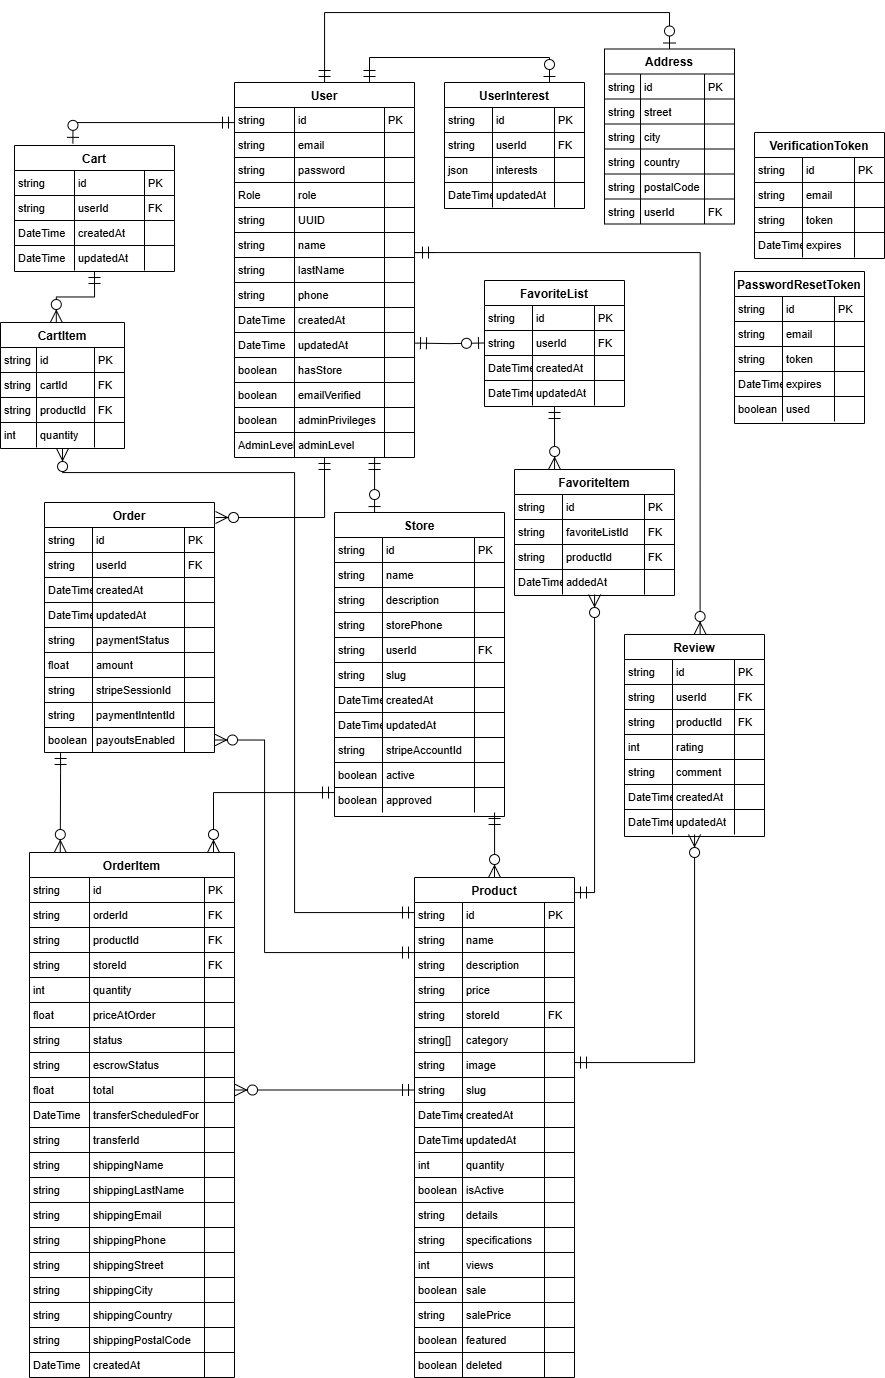 User
string id PK
string email
string password
Role role
string UUID
string name
string lastName
string phone
DateTime createdAt
DateTime updatedAt
boolean hasStore
boolean emailVerified
boolean adminPrivileges
AdminLevel adminLevel
UserInterest
string id PK
string userId FK
json interests
DateTime updatedAt
Address
string id PK
string street
string city
string country
string postalCode
string userId FK
VerificationToken
string id PK
string email
string token
DateTime expires
PasswordResetToken
string id PK
string email
string token
DateTime expires
boolean used
Cart
string id PK
string userId FK
DateTime createdAt
DateTime updatedAt
CartItem
string id PK
string cartId FK
string productId FK
int quantity
FavoriteList
string id PK
string userId FK
DateTime createdAt
DateTime updatedAt
FavoriteItem
string id PK
string favoriteListId FK
string productId FK
DateTime addedAt
Order
string id PK
string userId FK
DateTime createdAt
DateTime updatedAt
string paymentStatus
float amount
string stripeSessionId
string paymentIntentId
boolean payoutsEnabled
Store
string id PK
string name
string description
string storePhone
string userId FK
string slug
DateTime createdAt
DateTime updatedAt
string stripeAccountId
boolean active
boolean approved
Review
string id PK
string userId FK
string productId FK
int rating
string comment
DateTime createdAt
DateTime updatedAt
OrderItem
string id PK
string orderId FK
string productId FK
string storeId FK
int quantity
float priceAtOrder
string status
string escrowStatus
float total
DateTime transferScheduledFor
string transferId
string shippingName
string shippingLastName
string shippingEmail
string shippingPhone
string shippingStreet
string shippingCity
string shippingCountry
string shippingPostalCode
DateTime createdAt
Product
string id PK
string name
string description
string price
string storeId FK
string[] category
string image
string slug
DateTime createdAt
DateTime updatedAt
int quantity
boolean isActive
string details
string specifications
int views
boolean sale
string salePrice
boolean featured
boolean deleted